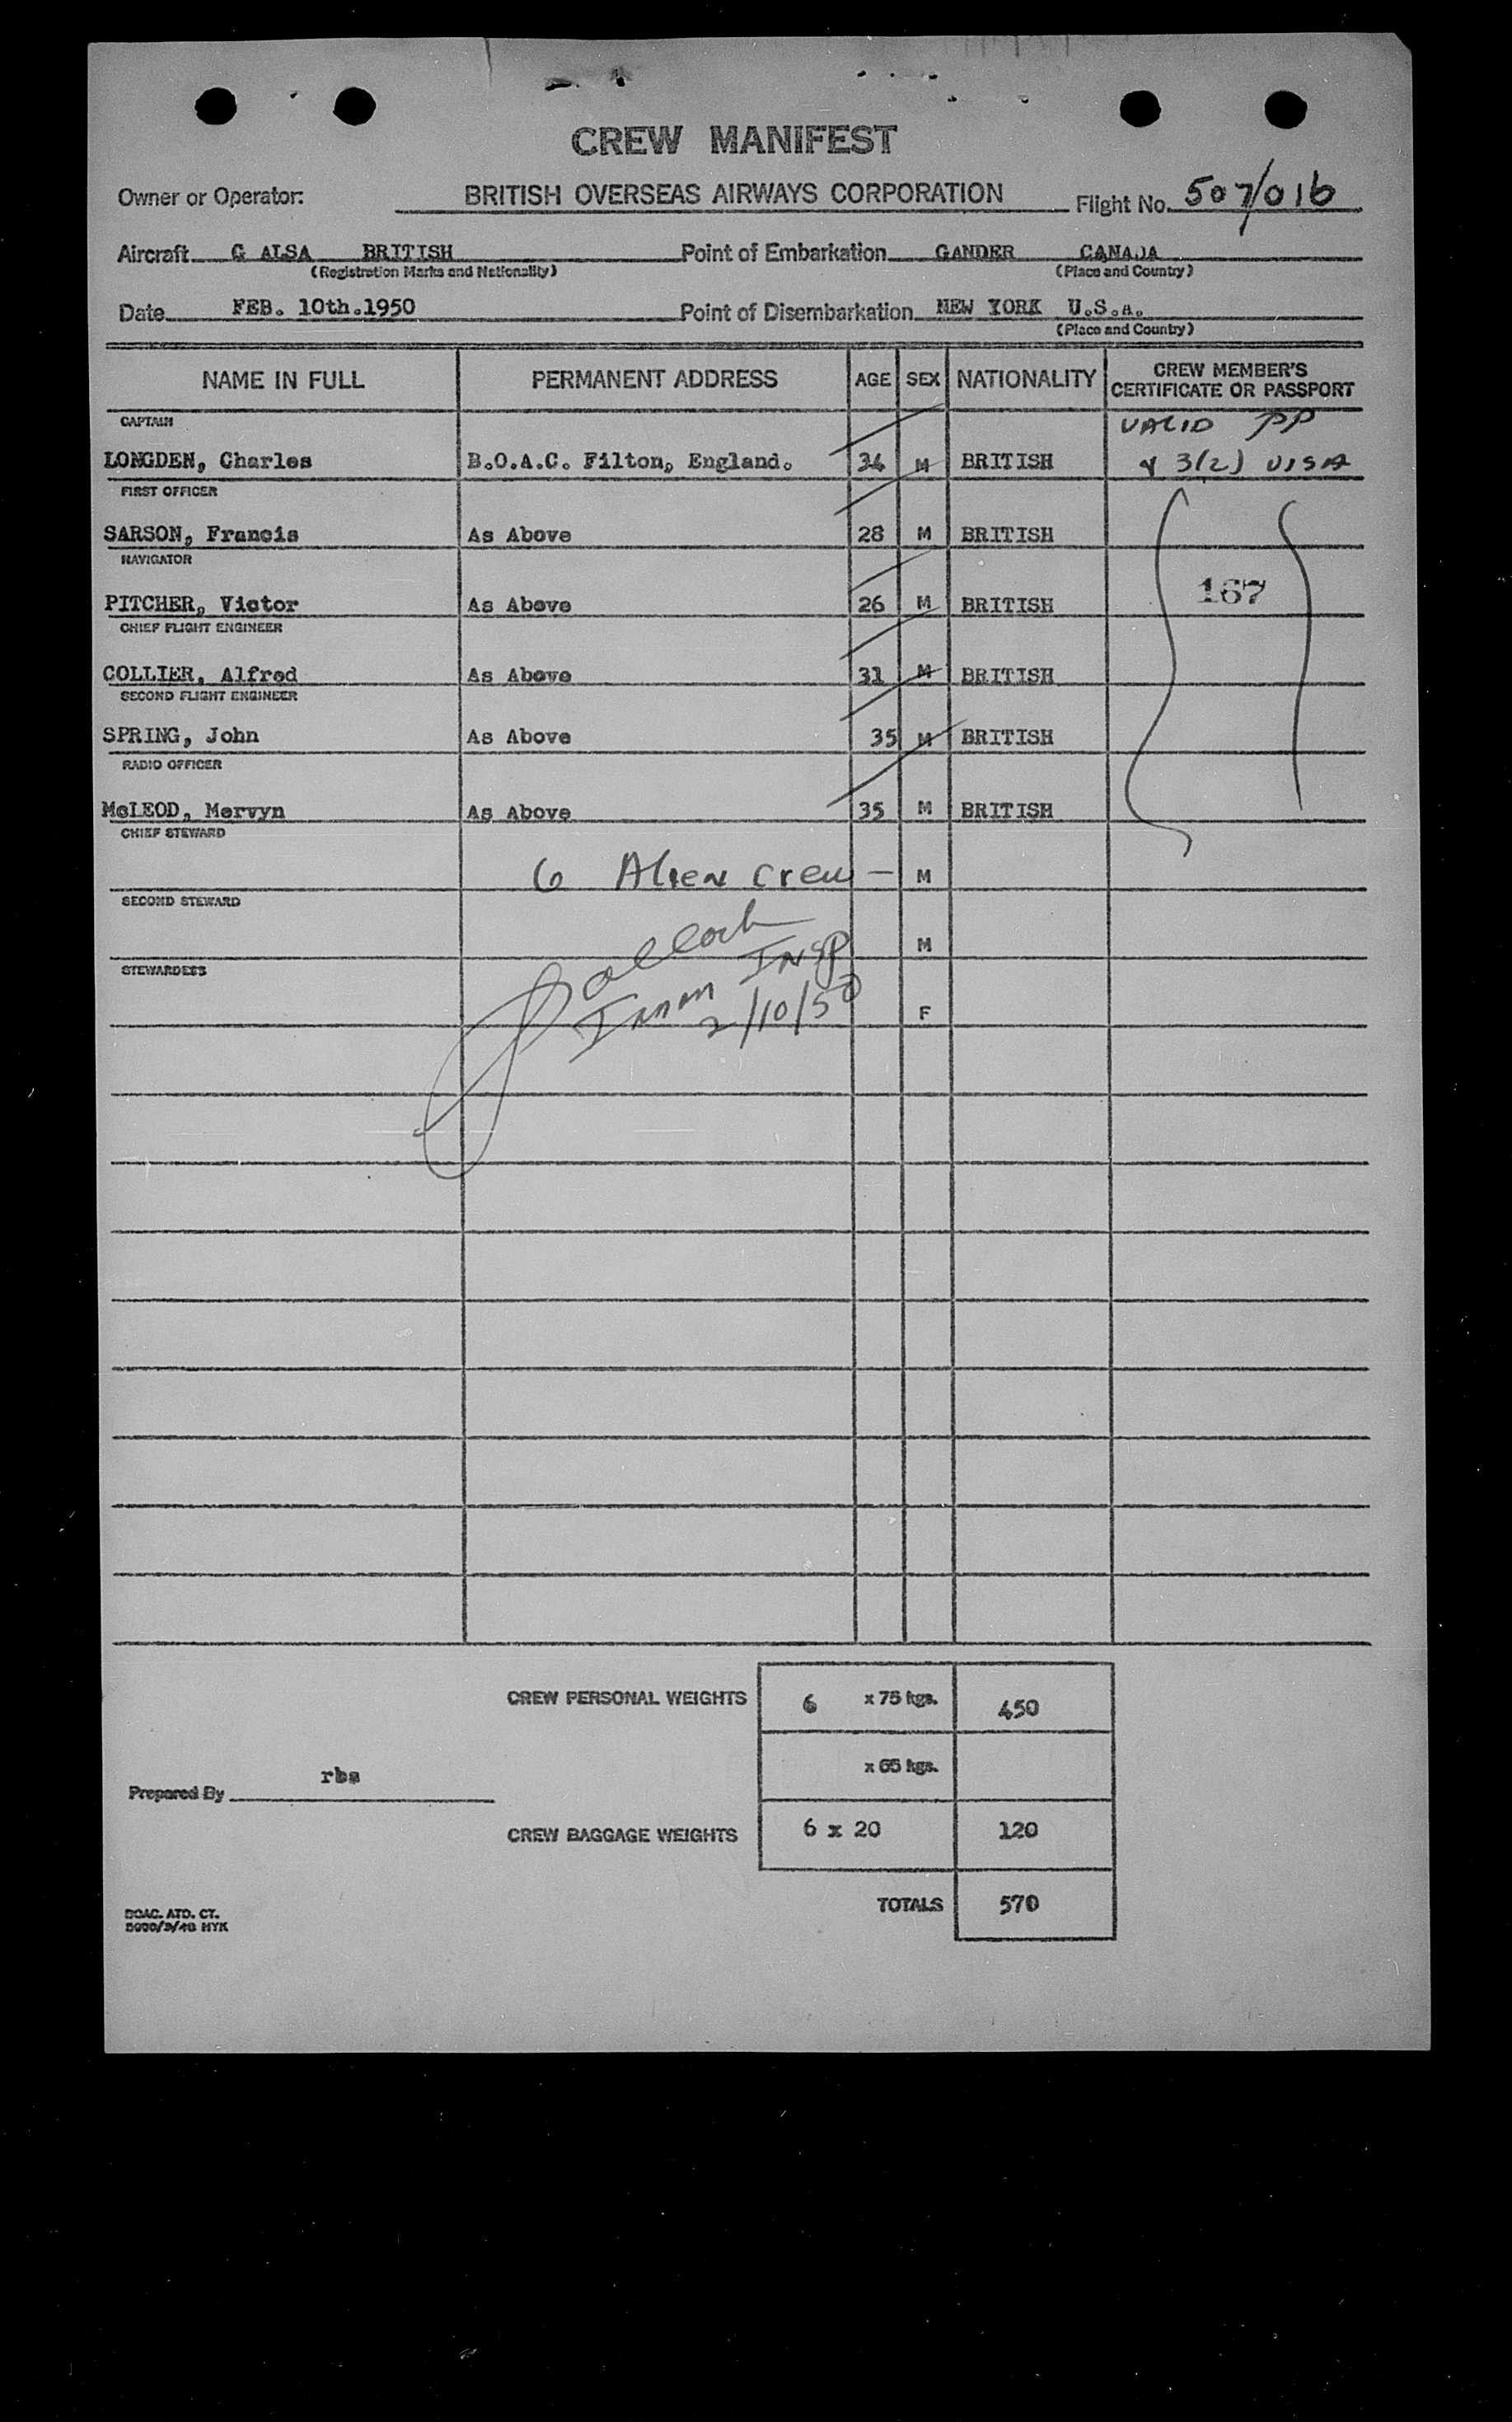 CREW MANIFEST
Owner or Operator: BRITISH OVERSEAS AIRWAYS CORPORATION Flight No. 507/016
Aircraft G ALSA BRITISH Point of Embarkation GANDER CANADA
(Registration Marks and Nationality) (Place and Country)
Date FEB. 10th.1950 Point of Disembarkation NEW YORK U.S.A.
(Place and Country)
NAME IN FULL PERMANENT ADDRESS AGE SEX NATIONALITY CREW MEMBER'S CERTIFICATE OR PASSPORT
CAPTAIN VALID PP
LONGDEN, Charles B.O.A.C. Filton, England. 34 M BRITISH & 3(2) VISA
FIRST OFFICER
SARSON, Francis As Above 28 M BRITISH
NAVIGATOR 167
PITCHER, Victor As Above 26 M BRITISH
CHIEF FLIGHT ENGINEER
COLLIER, Alfred As Above 31 M BRITISH
SECOND FLIGHT ENGINEER
SPRING, John As Above 35 M BRITISH
RADIO OFFICER
McLEOD, Mervyn As Above 35 M BRITISH
CHIEF STEWARD
6 Alien Crew — M
SECOND STEWARD
M
STEWARDESS
Imm Insp
2/10/50
F
CREW PERSONAL WEIGHTS 6 x 75 kgs. 450
x 65 kgs.
Prepared By rba
CREW BAGGAGE WEIGHTS 6 x 20 120
TOTALS 570
BOAC. ATD. CT.
5000/3/48 HYK